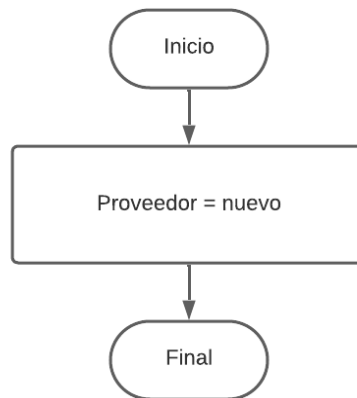 Inicio
Proveedor = nuevo
Final